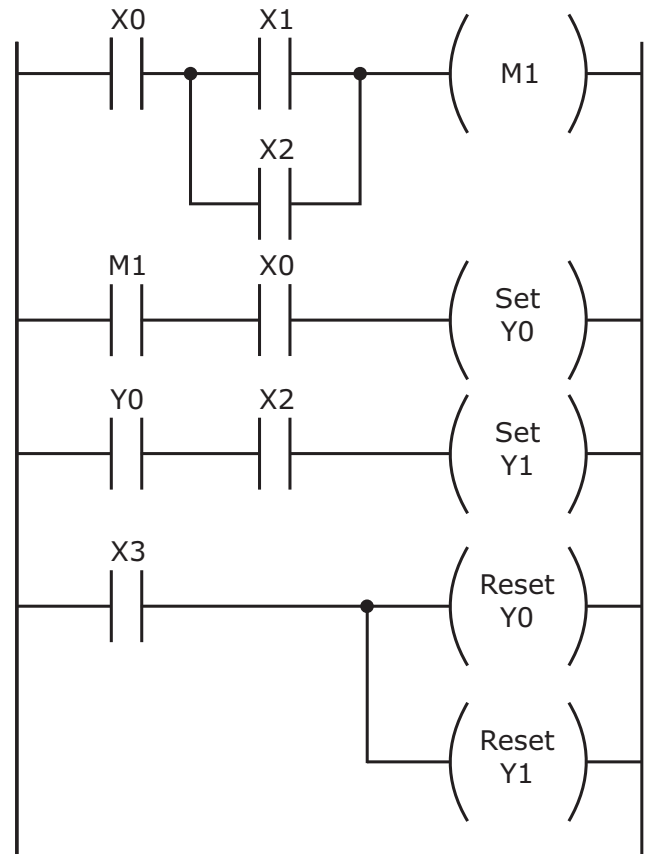 X0 X1
M1
X2
M1 X0
Set
Y0
Y0 X2
Set
Y1
X3
Reset
Y0
Reset
Y1